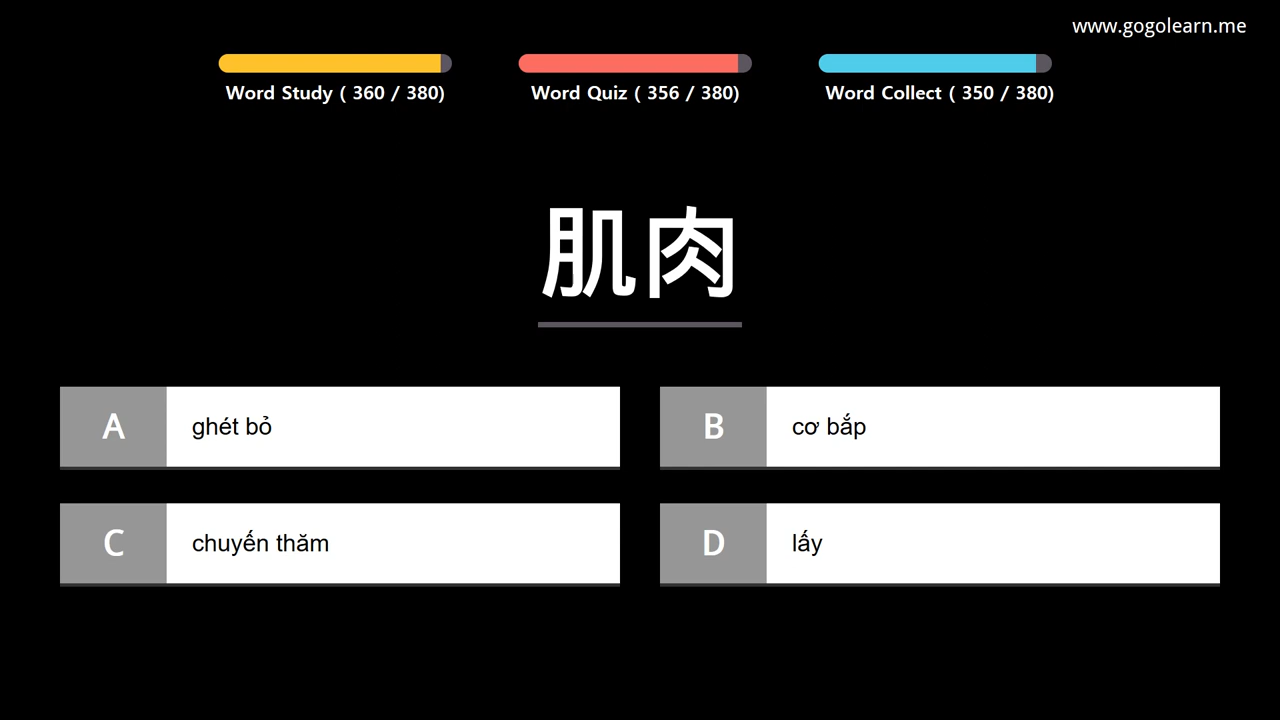 www.gogolearn.me
Word Study ( 360 / 380)
Word Quiz ( 356 / 380)
Word Collect ( 350 / 380)
肌肉
A ghét bỏ
B cơ bắp
C chuyến thăm
D lấy